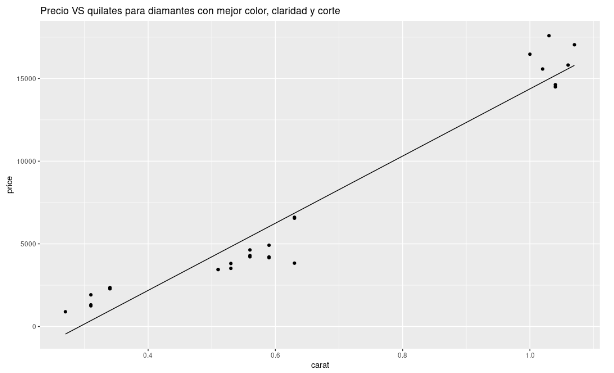 Precio VS quilates para diamantes con mejor color, claridad y corte
15000
10000
5000
0
price
0.4
0.6
0.8
1.0
carat